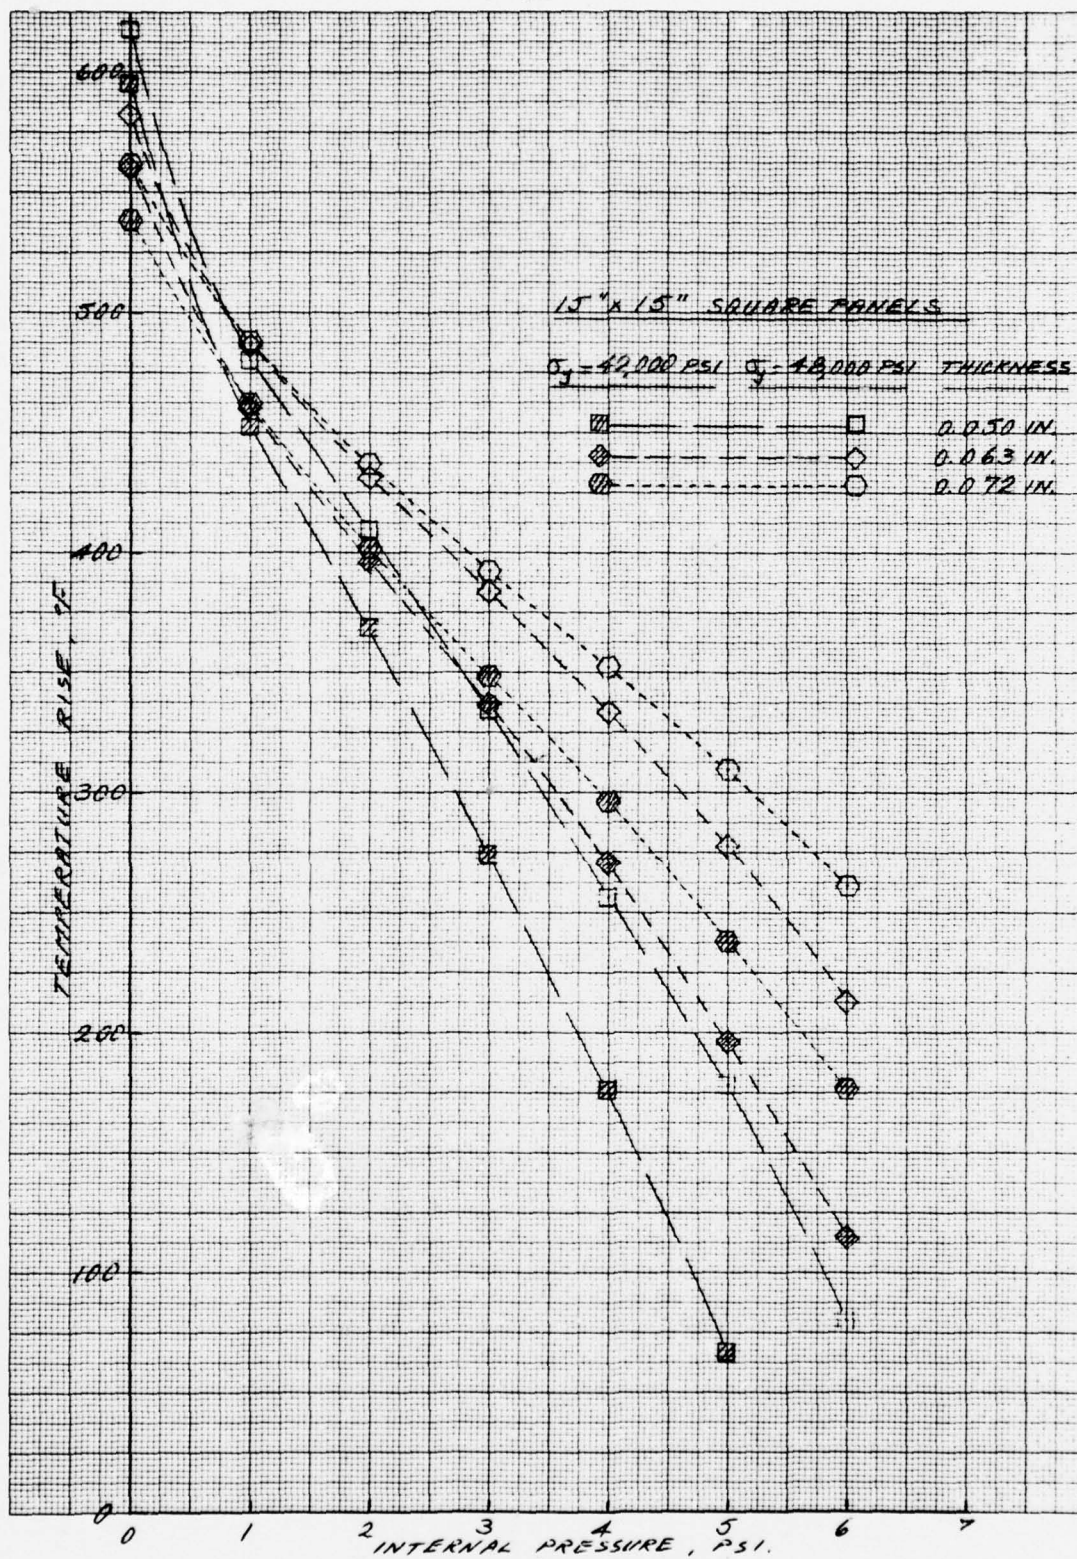 600
500
400
300
200
100
0
TEMPERATURE RISE, °F
15" x 15" SQUARE PANELS
σy = 42,000 PSI σy = 48,000 PSI THICKNESS
0.050 IN.
0.063 IN.
0.072 IN.
0 1 2 3 4 5 6 7
INTERNAL PRESSURE, PSI.